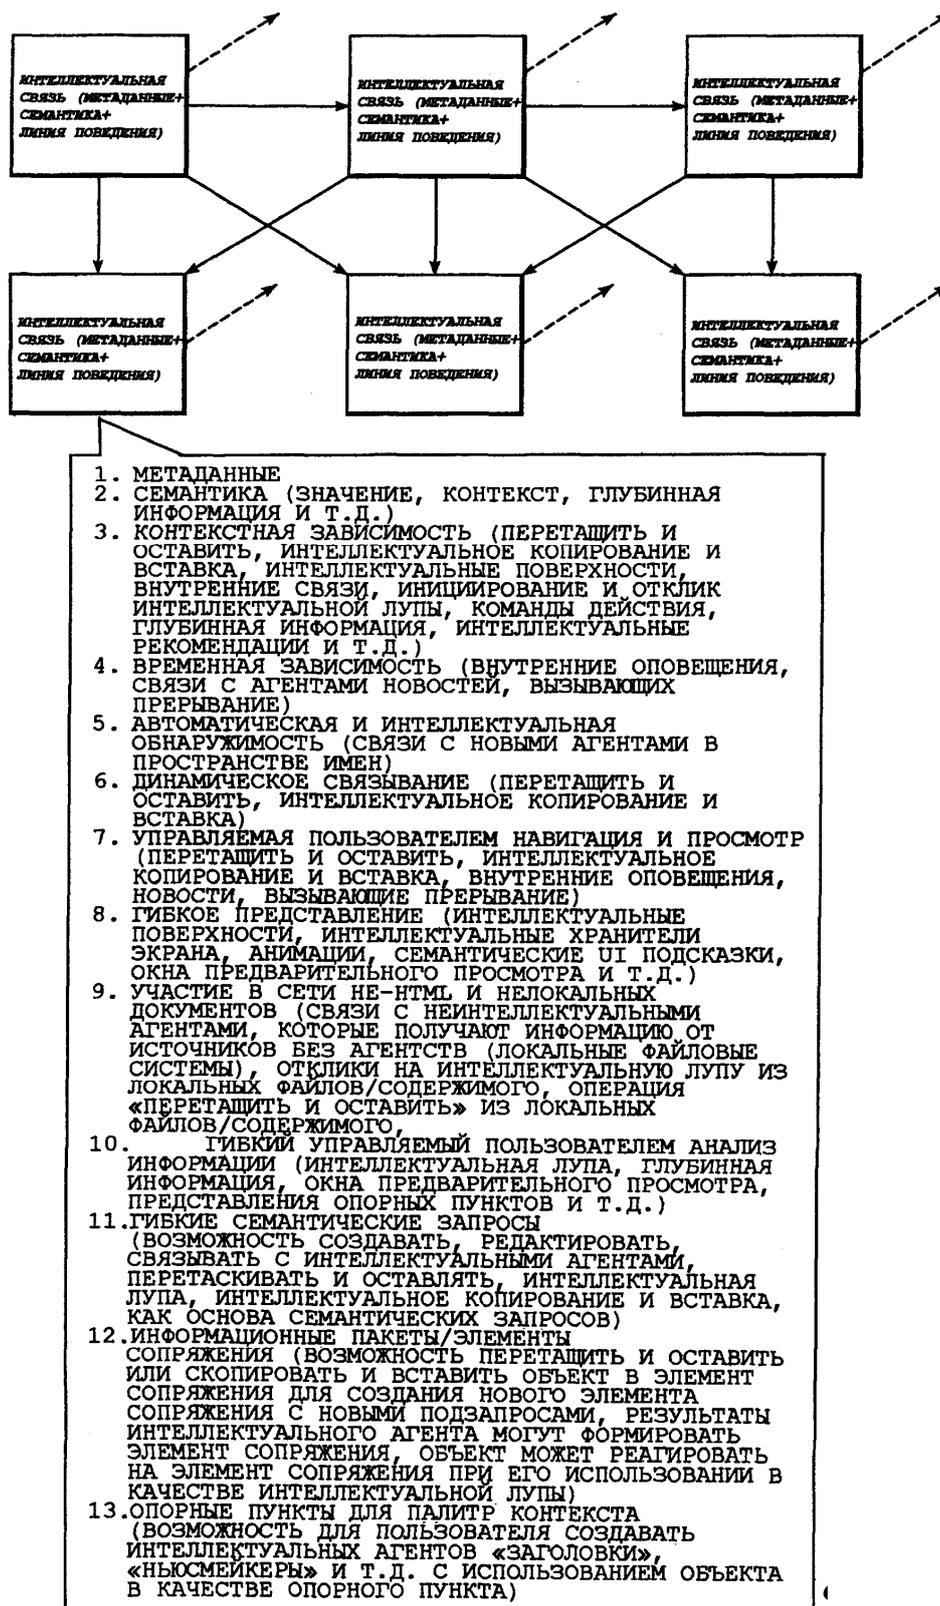 ИНТЕЛЛЕКТУАЛЬНАЯ
СВЯЗЬ (МЕТАДАННЫЕ+
СЕМАНТИКА+
ЛИНИЯ ПОВЕДЕНИЯ)
ИНТЕЛЛЕКТУАЛЬНАЯ
СВЯЗЬ (МЕТАДАННЫЕ+
СЕМАНТИКА+
ЛИНИЯ ПОВЕДЕНИЯ)
ИНТЕЛЛЕКТУАЛЬНАЯ
СВЯЗЬ (МЕТАДАННЫЕ+
СЕМАНТИКА+
ЛИНИЯ ПОВЕДЕНИЯ)
ИНТЕЛЛЕКТУАЛЬНАЯ
СВЯЗЬ (МЕТАДАННЫЕ+
СЕМАНТИКА+
ЛИНИЯ ПОВЕДЕНИЯ)
ИНТЕЛЛЕКТУАЛЬНАЯ
СВЯЗЬ (МЕТАДАННЫЕ+
СЕМАНТИКА+
ЛИНИЯ ПОВЕДЕНИЯ)
ИНТЕЛЛЕКТУАЛЬНАЯ
СВЯЗЬ (МЕТАДАННЫЕ+
СЕМАНТИКА+
ЛИНИЯ ПОВЕДЕНИЯ)
1. МЕТАДАННЫЕ
2. СЕМАНТИКА (ЗНАЧЕНИЕ, КОНТЕКСТ, ГЛУБИННАЯ
ИНФОРМАЦИЯ И Т.Д.)
3. КОНТЕКСТНАЯ ЗАВИСИМОСТЬ (ПЕРЕТАЩИТЬ И
ОСТАВИТЬ, ИНТЕЛЛЕКТУАЛЬНОЕ КОПИРОВАНИЕ И
ВСТАВКА, ИНТЕЛЛЕКТУАЛЬНЫЕ ПОВЕРХНОСТИ,
ВНУТРЕННИЕ СВЯЗИ, ИНИЦИИРОВАНИЕ И ОТКЛИК
ИНТЕЛЛЕКТУАЛЬНОЙ ЛУПЫ, КОМАНДЫ ДЕЙСТВИЯ,
ГЛУБИННАЯ ИНФОРМАЦИЯ, ИНТЕЛЛЕКТУАЛЬНЫЕ
РЕКОМЕНДАЦИИ И Т.Д.)
4. ВРЕМЕННАЯ ЗАВИСИМОСТЬ (ВНУТРЕННИЕ ОПОВЕЩЕНИЯ,
СВЯЗИ С АГЕНТАМИ НОВОСТЕЙ, ВЫЗЫВАЮЩИХ
ПРЕРЫВАНИЕ)
5. АВТОМАТИЧЕСКАЯ И ИНТЕЛЛЕКТУАЛЬНАЯ
ОБНАРУЖИМОСТЬ (СВЯЗИ С НОВЫМИ АГЕНТАМИ В
ПРОСТРАНСТВЕ ИМЕН)
6. ДИНАМИЧЕСКОЕ СВЯЗЫВАНИЕ (ПЕРЕТАЩИТЬ И
ОСТАВИТЬ, ИНТЕЛЛЕКТУАЛЬНОЕ КОПИРОВАНИЕ И
ВСТАВКА)
7. УПРАВЛЯЕМАЯ ПОЛЬЗОВАТЕЛЕМ НАВИГАЦИЯ И ПРОСМОТР
(ПЕРЕТАЩИТЬ И ОСТАВИТЬ, ИНТЕЛЛЕКТУАЛЬНОЕ
КОПИРОВАНИЕ И ВСТАВКА, ВНУТРЕННИЕ ОПОВЕЩЕНИЯ,
НОВОСТИ, ВЫЗЫВАЮЩИЕ ПРЕРЫВАНИЕ)
8. ГИБКОЕ ПРЕДСТАВЛЕНИЕ (ИНТЕЛЛЕКТУАЛЬНЫЕ
ПОВЕРХНОСТИ, ИНТЕЛЛЕКТУАЛЬНЫЕ ХРАНИТЕЛИ
ЭКРАНА, АНИМАЦИИ, СЕМАНТИЧЕСКИЕ UI ПОДСКАЗКИ,
ОКНА ПРЕДВАРИТЕЛЬНОГО ПРОСМОТРА И Т.Д.)
9. УЧАСТИЕ В СЕТИ НЕ-HTML И НЕЛОКАЛЬНЫХ
ДОКУМЕНТОВ (СВЯЗИ С НЕИНТЕЛЛЕКТУАЛЬНЫМИ
АГЕНТАМИ, КОТОРЫЕ ПОЛУЧАЮТ ИНФОРМАЦИЮ ОТ
ИСТОЧНИКОВ БЕЗ АГЕНТСТВ (ЛОКАЛЬНЫЕ ФАЙЛОВЫЕ
СИСТЕМЫ), ОТКЛИКИ НА ИНТЕЛЛЕКТУАЛЬНУЮ ЛУПУ ИЗ
ЛОКАЛЬНЫХ ФАЙЛОВ/СОДЕРЖИМОГО, ОПЕРАЦИЯ
«ПЕРЕТАЩИТЬ И ОСТАВИТЬ» ИЗ ЛОКАЛЬНЫХ
ФАЙЛОВ/СОДЕРЖИМОГО,
10. ГИБКИЙ УПРАВЛЯЕМЫЙ ПОЛЬЗОВАТЕЛЕМ АНАЛИЗ
ИНФОРМАЦИИ (ИНТЕЛЛЕКТУАЛЬНАЯ ЛУПА, ГЛУБИННАЯ
ИНФОРМАЦИЯ, ОКНА ПРЕДВАРИТЕЛЬНОГО ПРОСМОТРА,
ПРЕДСТАВЛЕНИЯ ОПОРНЫХ ПУНКТОВ И Т.Д.)
11.ГИБКИЕ СЕМАНТИЧЕСКИЕ ЗАПРОСЫ
(ВОЗМОЖНОСТЬ СОЗДАВАТЬ, РЕДАКТИРОВАТЬ,
СВЯЗЫВАТЬ С ИНТЕЛЛЕКТУАЛЬНЫМИ АГЕНТАМИ,
ПЕРЕТАСКИВАТЬ И ОСТАВЛЯТЬ, ИНТЕЛЛЕКТУАЛЬНАЯ
ЛУПА, ИНТЕЛЛЕКТУАЛЬНОЕ КОПИРОВАНИЕ И ВСТАВКА,
КАК ОСНОВА СЕМАНТИЧЕСКИХ ЗАПРОСОВ)
12.ИНФОРМАЦИОННЫЕ ПАКЕТЫ/ЭЛЕМЕНТЫ
СОПРЯЖЕНИЯ (ВОЗМОЖНОСТЬ ПЕРЕТАЩИТЬ И ОСТАВИТЬ
ИЛИ СКОПИРОВАТЬ И ВСТАВИТЬ ОБЪЕКТ В ЭЛЕМЕНТ
СОПРЯЖЕНИЯ ДЛЯ СОЗДАНИЯ НОВОГО ЭЛЕМЕНТА
СОПРЯЖЕНИЯ С НОВЫМИ ПОДЗАПРОСАМИ, РЕЗУЛЬТАТЫ
ИНТЕЛЛЕКТУАЛЬНОГО АГЕНТА МОГУТ ФОРМИРОВАТЬ
ЭЛЕМЕНТ СОПРЯЖЕНИЯ, ОБЪЕКТ МОЖЕТ РЕАГИРОВАТЬ
НА ЭЛЕМЕНТ СОПРЯЖЕНИЯ ПРИ ЕГО ИСПОЛЬЗОВАНИИ В
КАЧЕСТВЕ ИНТЕЛЛЕКТУАЛЬНОЙ ЛУПЫ)
13.ОПОРНЫЕ ПУНКТЫ ДЛЯ ПАЛИТР КОНТЕКСТА
(ВОЗМОЖНОСТЬ ДЛЯ ПОЛЬЗОВАТЕЛЯ СОЗДАВАТЬ
ИНТЕЛЛЕКТУАЛЬНЫХ АГЕНТОВ «ЗАГОЛОВКИ»,
«НЬЮСМЕЙКЕРЫ» И Т.Д. С ИСПОЛЬЗОВАНИЕМ ОБЪЕКТА
В КАЧЕСТВЕ ОПОРНОГО ПУНКТА)